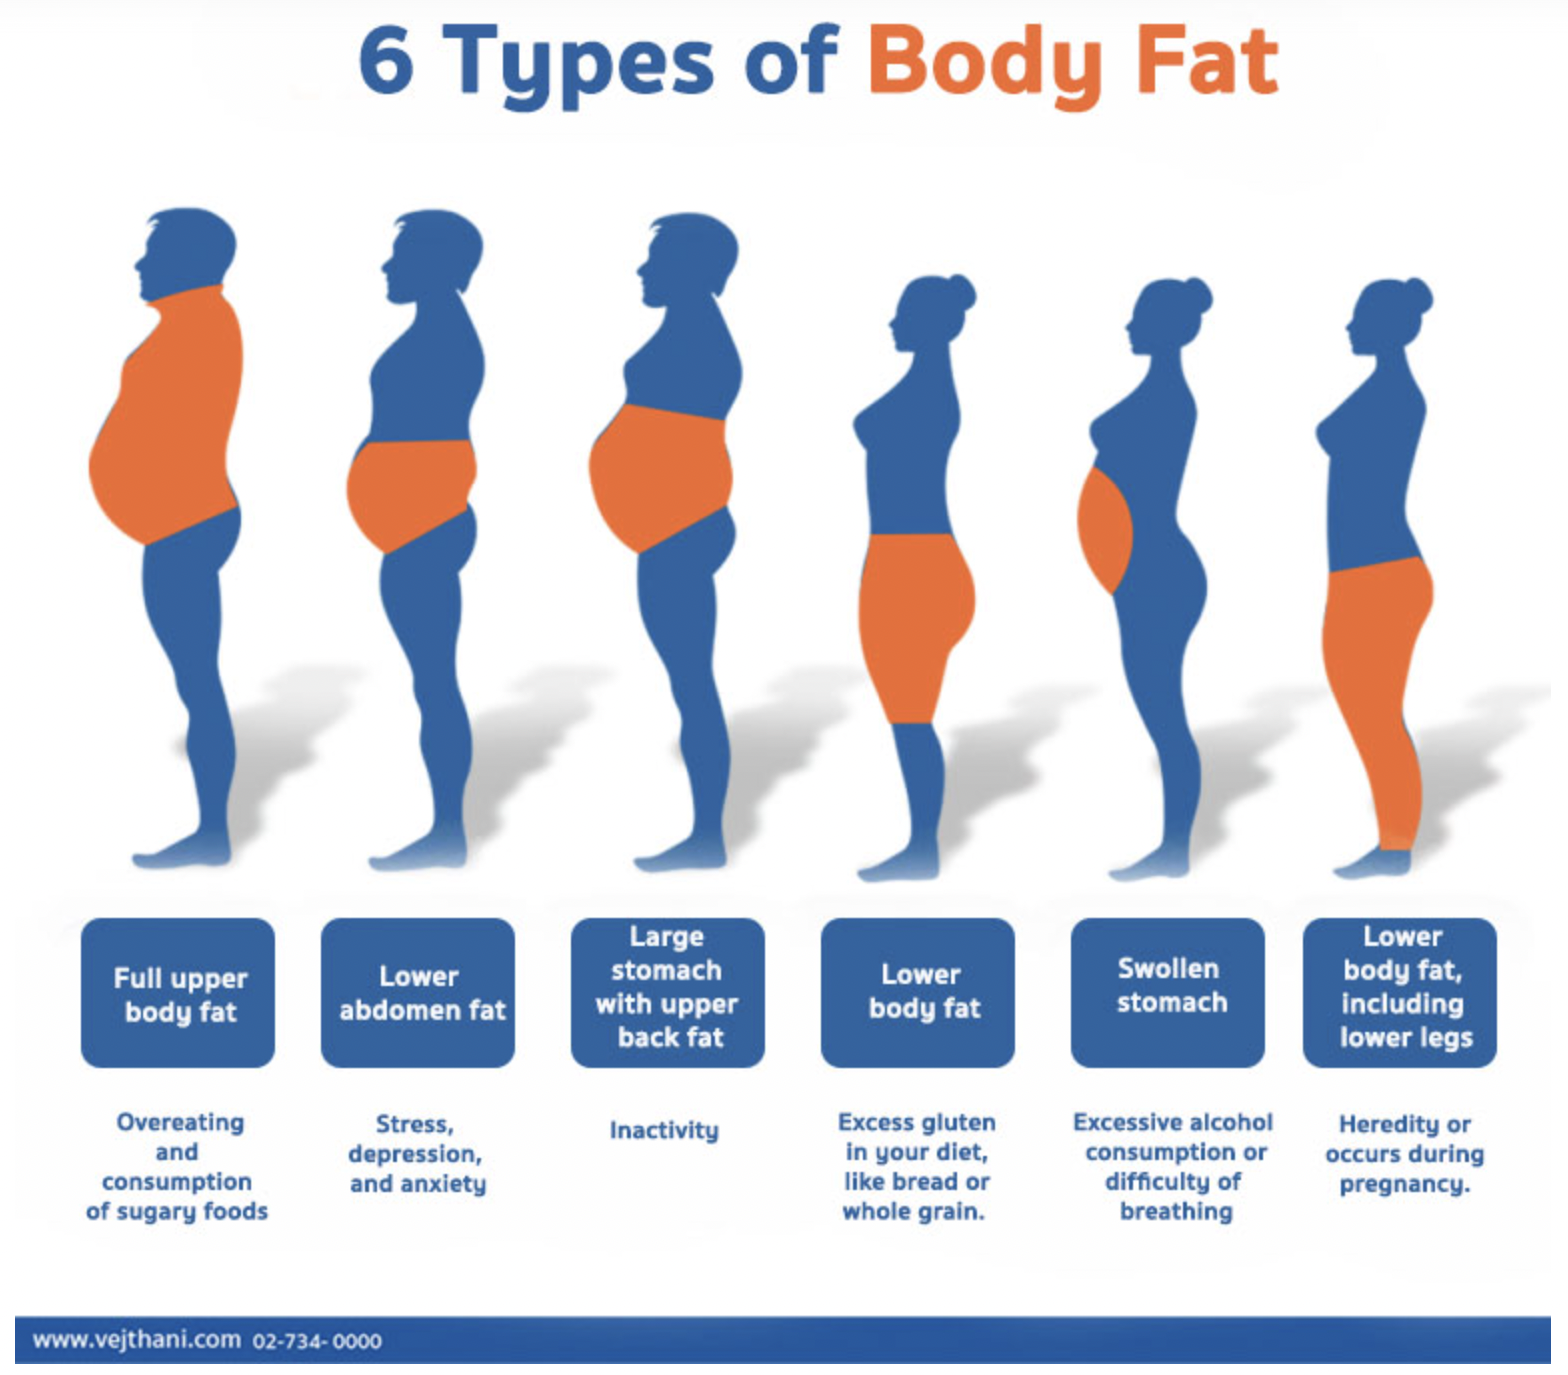 6 Types of Body Fat
Full upper
body fat
Lower
abdomen fat
Large
stomach
with upper
back fat
Lower
body fat
Swollen
stomach
Lower
body fat,
including
lower legs
Overeating
and
consumption
of sugary foods
Stress,
depression,
and anxiety
Inactivity
Excess gluten
in your diet,
like bread or
whole grain.
Excessive alcohol
consumption or
difficulty of
breathing
Heredity or
occurs during
pregnancy.
www.vejthani.com 02-734- 0000